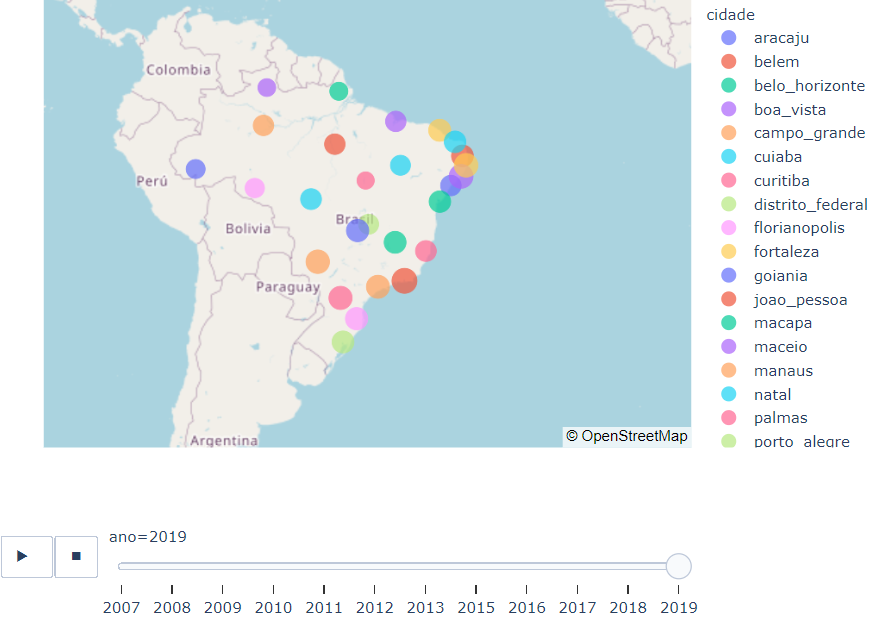 cidade
aracaju
belem
belo_horizonte
boa_vista
campo_grande
cuiaba
curitiba
distrito_federal
florianopolis
fortaleza
goiania
joao_pessoa
macapa
maceio
manaus
natal
palmas
porto_alegre
Colombia
Perú
Brasil
Bolivia
Paraguay
Argentina
© OpenStreetMap
ano=2019
2007 2008 2009 2010 2011 2012 2013 2014 2015 2016 2017 2018 2019